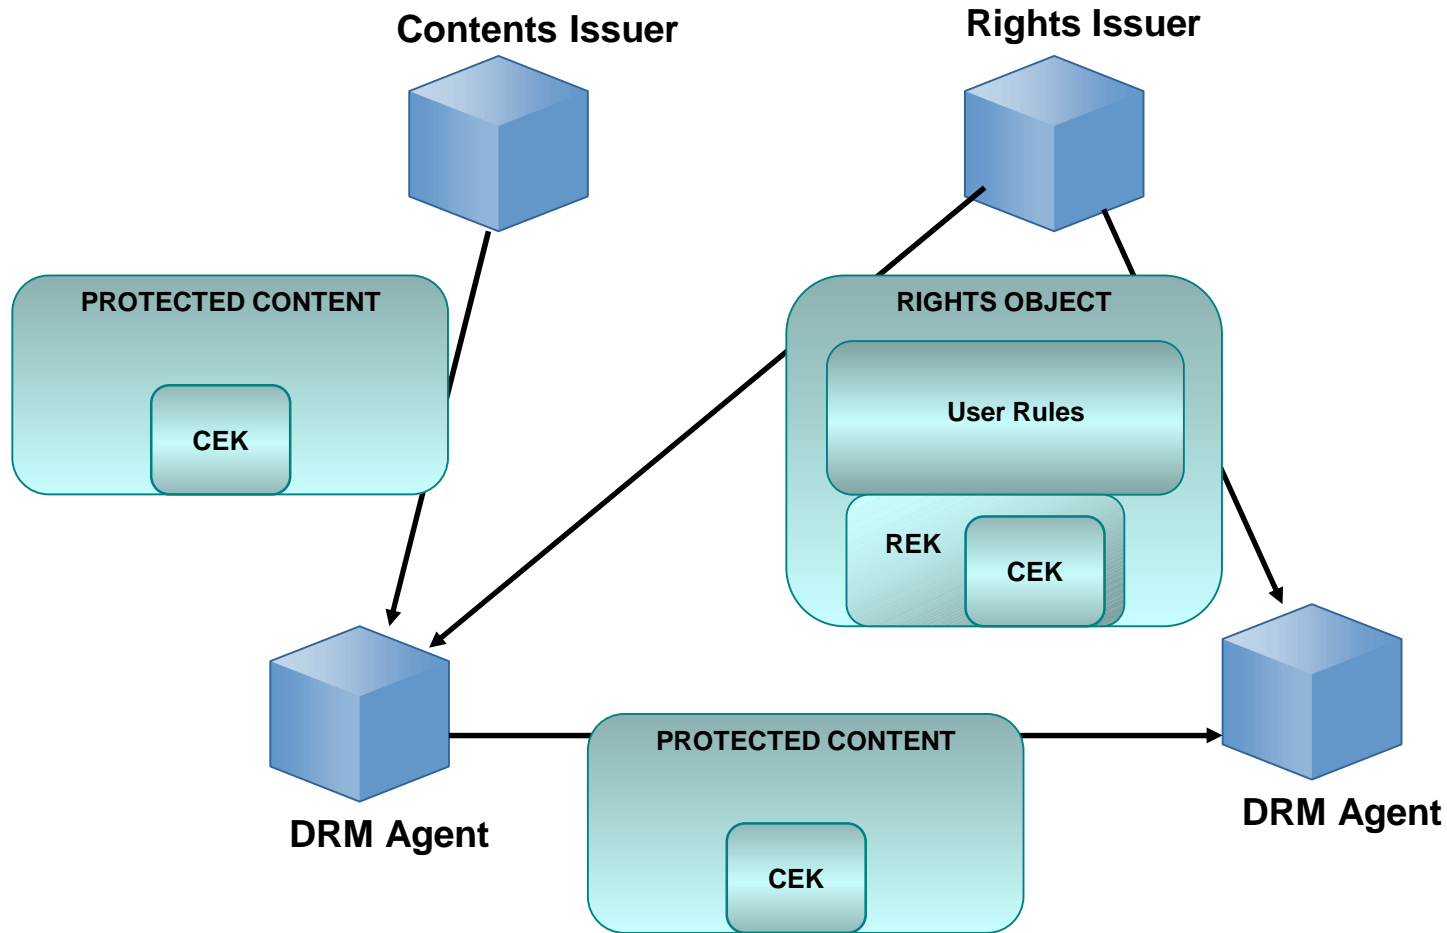 Contents Issuer
Rights Issuer
PROTECTED CONTENT
CEK
RIGHTS OBJECT
User Rules
REK
CEK
DRM Agent
PROTECTED CONTENT
CEK
DRM Agent